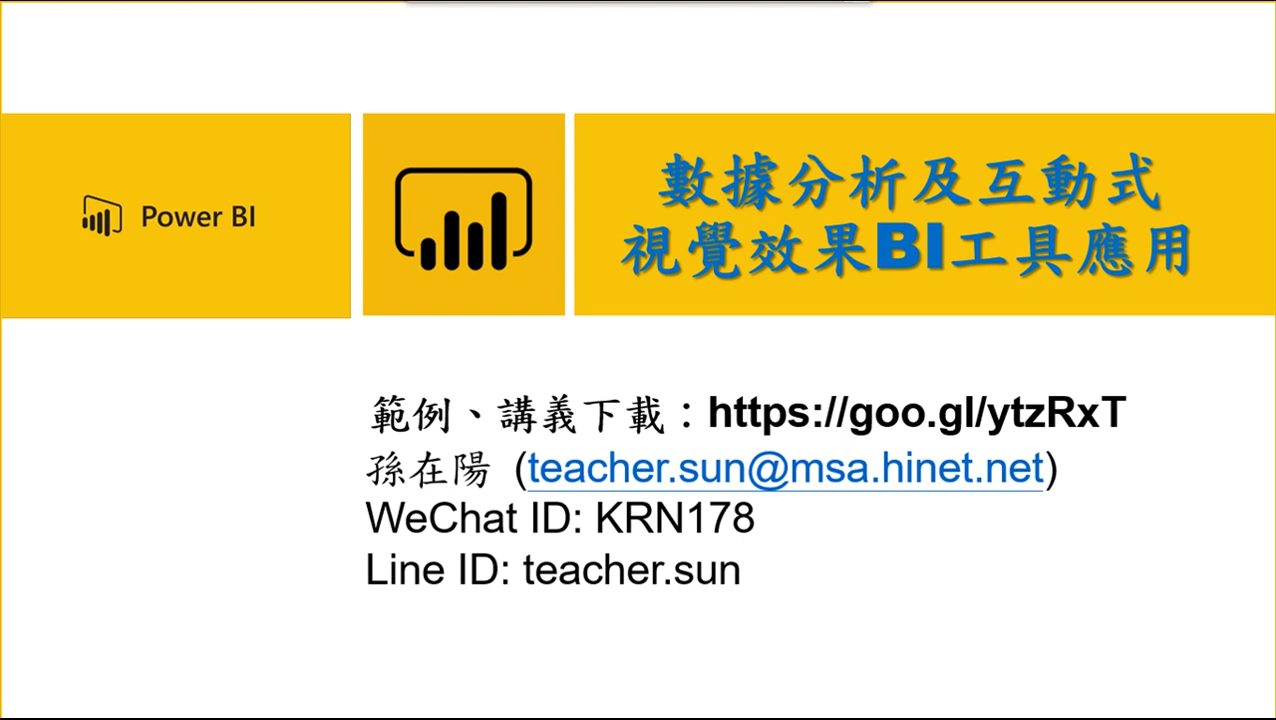 Power BI
數據分析及互動式
視覺效果BI工具應用
範例、講義下載：https://goo.gl/ytzRxT
孫在陽 (teacher.sun@msa.hinet.net)
WeChat ID: KRN178
Line ID: teacher.sun